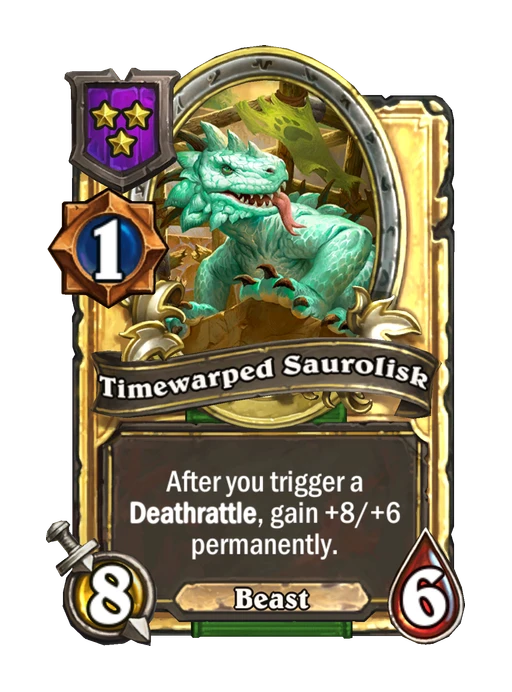 1
Timewarped Saurolisk
After you trigger a
Deathrattle, gain +8/+6
permanently.
8
Beast
6